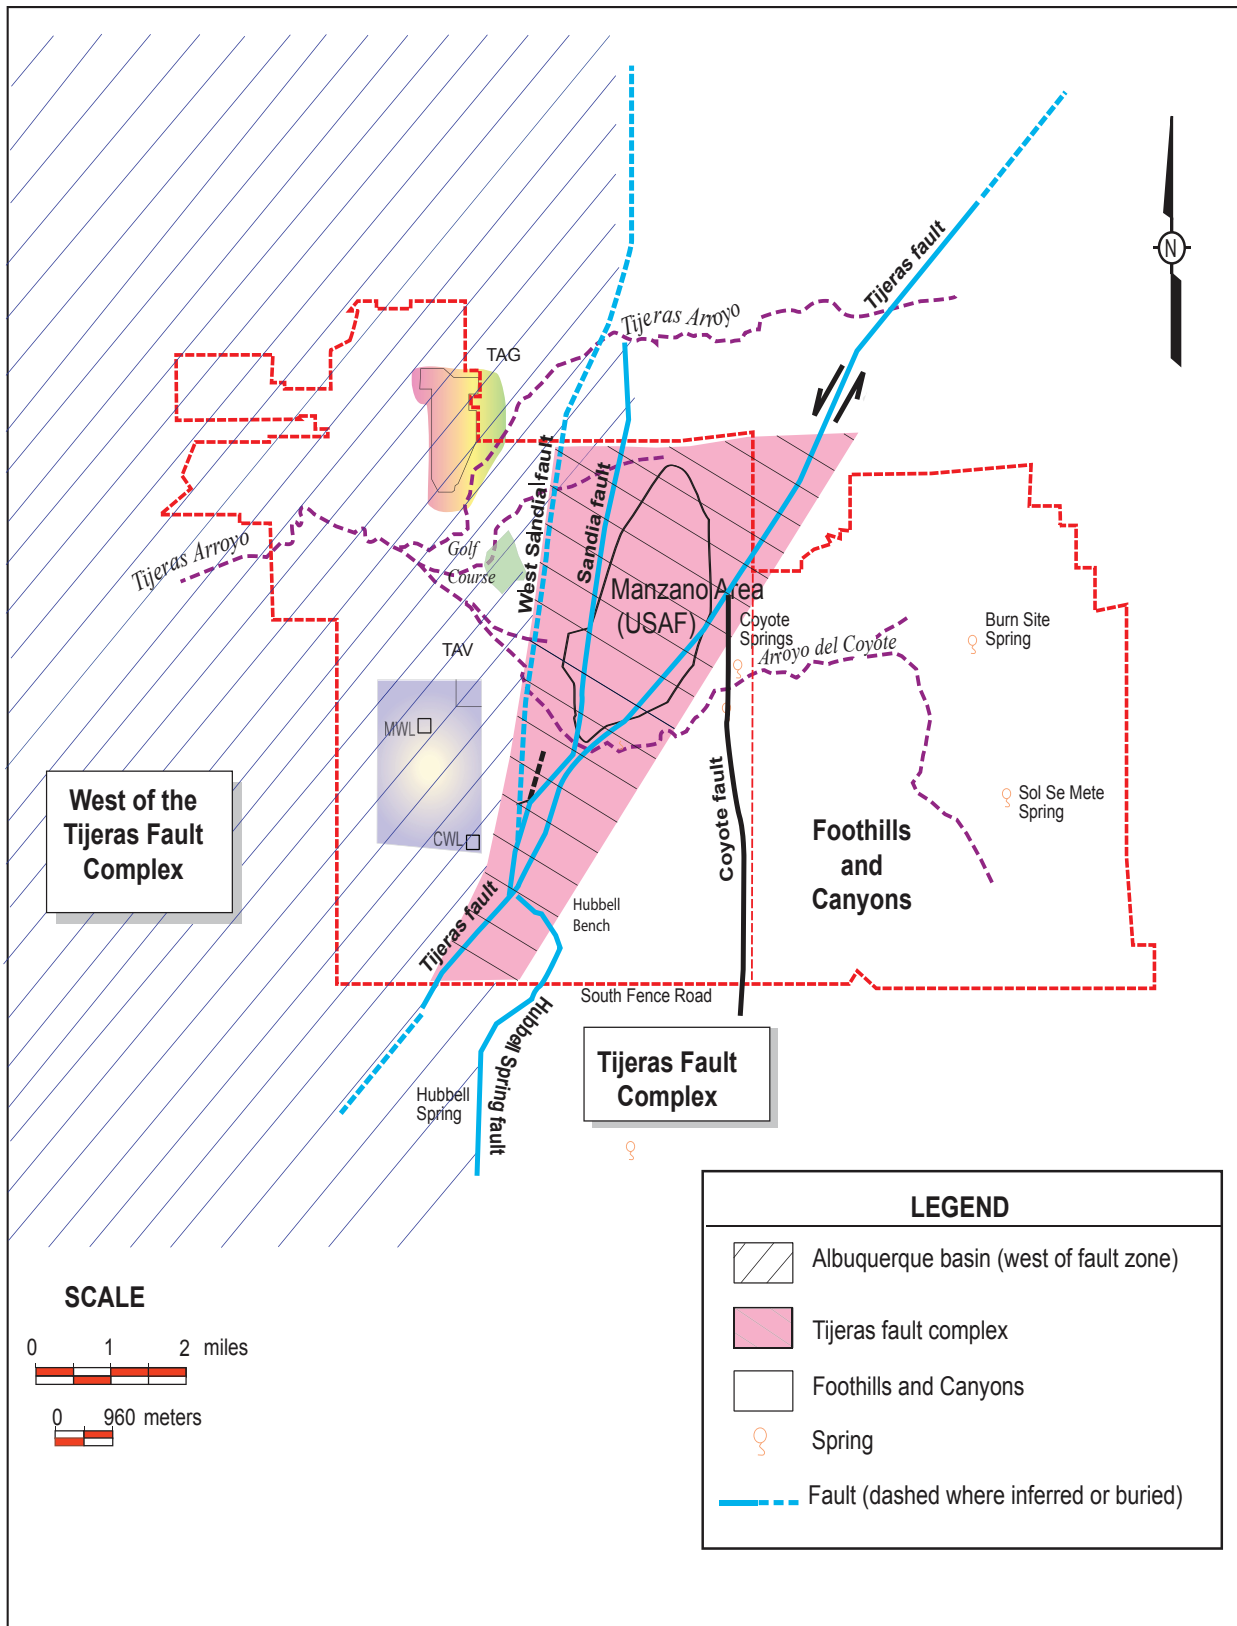 Tijeras fault
N
Tijeras Arroyo
TAG
West Sandia fault
Sandia fault
Golf
Course
Tijeras Arroyo
Manzano Area
(USAF)
Coyote
Springs
Arroyo del Coyote
Burn Site
Spring
TAV
MWL
CWL
West of the
Tijeras Fault
Complex
Coyote fault
Sol Se Mete
Spring
Foothills
and
Canyons
Tijeras fault
Hubbell
Bench
South Fence Road
Hubbell Spring fault
Tijeras Fault
Complex
Hubbell
Spring
LEGEND
Albuquerque basin (west of fault zone)
Tijeras fault complex
Foothills and Canyons
Spring
Fault (dashed where inferred or buried)
SCALE
0 1 2 miles
0 960 meters